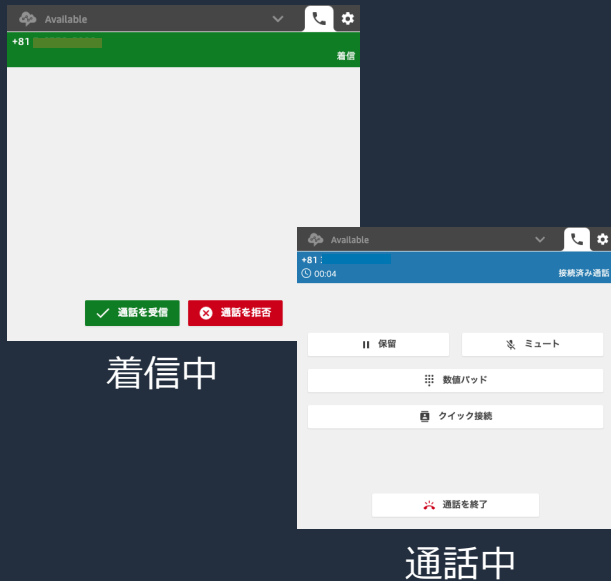 Available
+81
着信
通話を受信
通話を拒否
着信中
Available
+81
00:04
接続済み通話
保留
ミュート
数値パッド
クイック接続
通話を終了
通話中